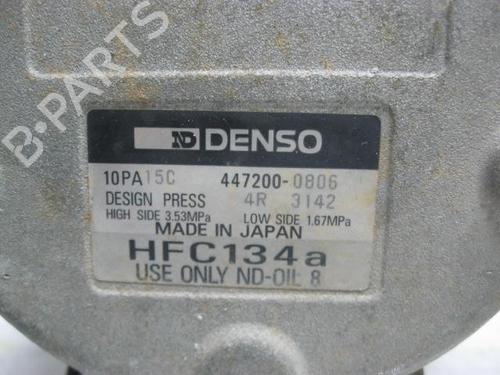 B-PARTS
ND DENSO
10PA15C 447200-0806
DESIGN PRESS 4R 3142
HIGH SIDE 3.53MPa LOW SIDE 1.67MPa
MADE IN JAPAN
HFC134a
USE ONLY ND-OIL 8